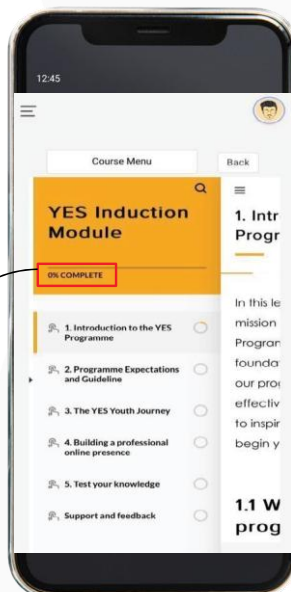 12:45
Course Menu
Back
YES Induction
Module
0% COMPLETE
1. Introduction to the YES
Programme
2. Programme Expectations
and Guideline
3. The YES Youth Journey
4. Building a professional
online presence
5. Test your knowledge
Support and feedback
1. Intr
Progr
In this le
mission
Progran
founda
our pro
effectiv
to inspir
begin y
1.1 W
prog